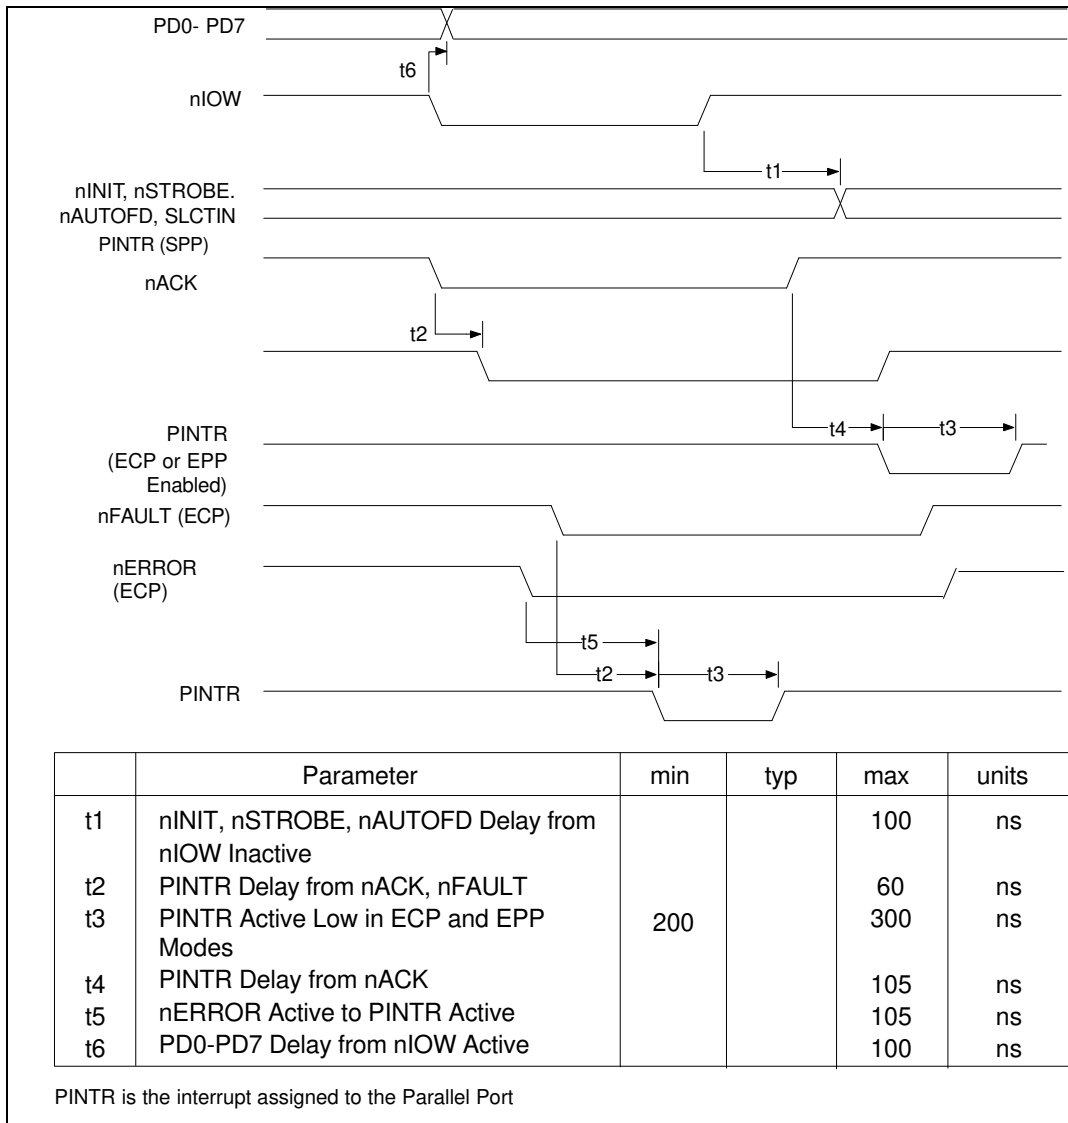 PD0- PD7
t6
nIOW
t1
nINIT, nSTROBE.
nAUTOFD, SLCTIN
PINTR (SPP)
nACK
t2
PINTR
(ECP or EPP
Enabled)
t4
t3
nFAULT (ECP)
nERROR
(ECP)
t5
t2
t3
PINTR
Parameter min typ max units
t1 nINIT, nSTROBE, nAUTOFD Delay from 100 ns
nIOW Inactive
t2 PINTR Delay from nACK, nFAULT 60 ns
t3 PINTR Active Low in ECP and EPP 200 300 ns
Modes
t4 PINTR Delay from nACK 105 ns
t5 nERROR Active to PINTR Active 105 ns
t6 PD0-PD7 Delay from nIOW Active 100 ns
PINTR is the interrupt assigned to the Parallel Port